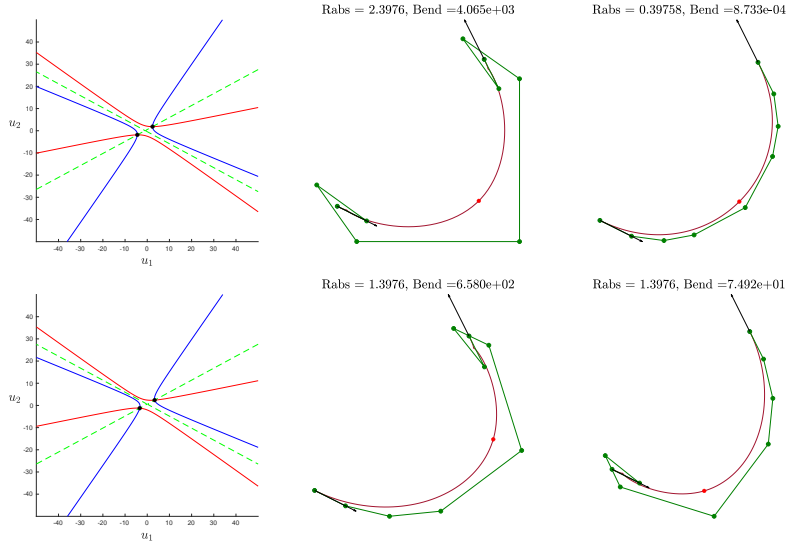 Rabs = 2.3976, Bend =4.065e+03
Rabs = 0.39758, Bend =8.733e-04
40
30
20
10
0
-10
-20
-30
-40
u2
-40 -30 -20 -10 0 10 20 30 40
u1
Rabs = 1.3976, Bend =6.580e+02
Rabs = 1.3976, Bend =7.492e+01
40
30
20
10
0
-10
-20
-30
-40
u2
-40 -30 -20 -10 0 10 20 30 40
u1